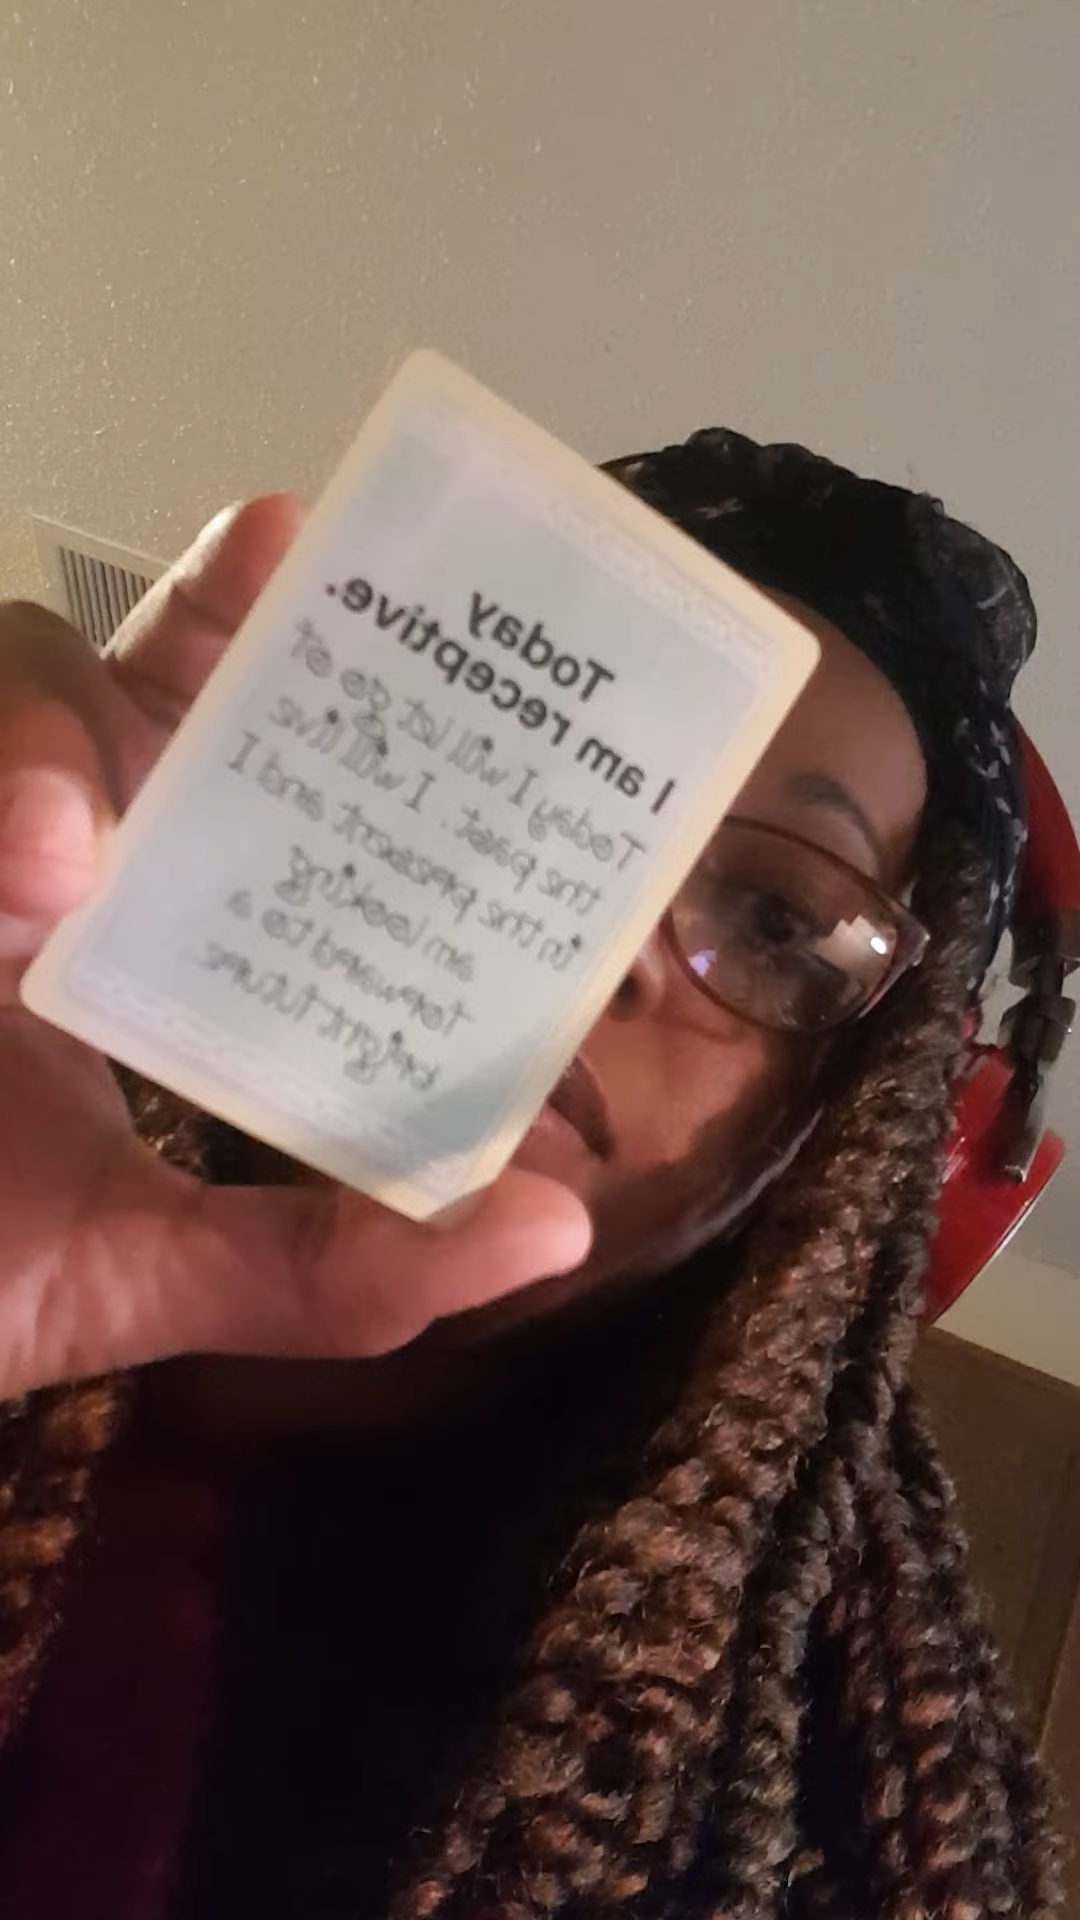 Today
I am receptive.
Today I will let go of
the past. I will live
in the present and I
am looking
forward to a
bright future.